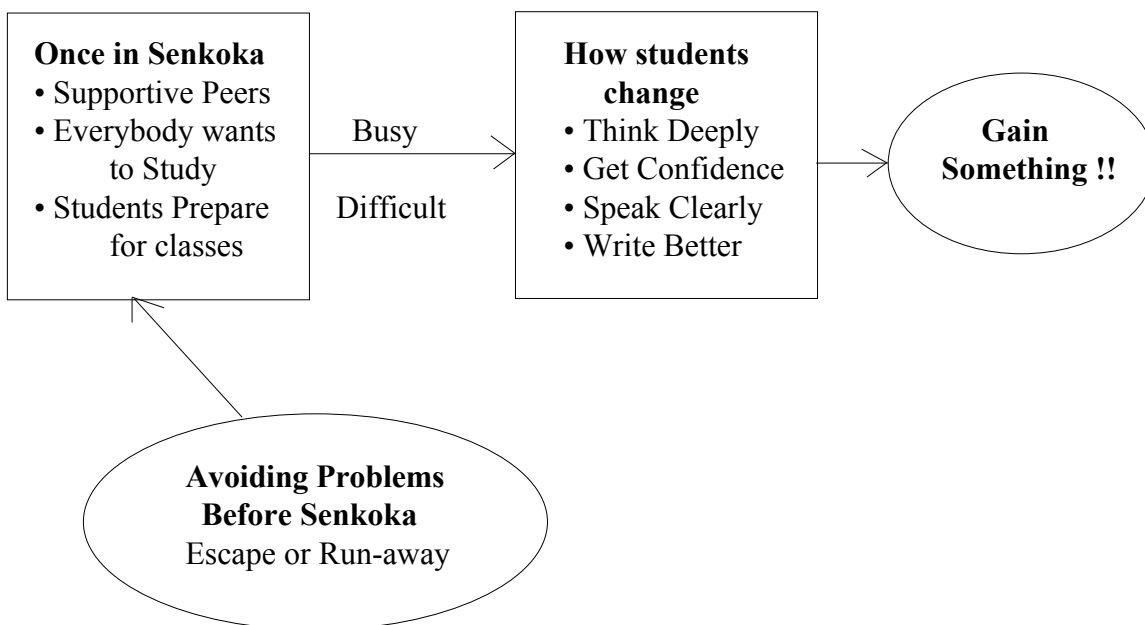 Once in Senkoka
• Supportive Peers
• Everybody wants
to Study
• Students Prepare
for classes
Busy
Difficult
How students
change
• Think Deeply
• Get Confidence
• Speak Clearly
• Write Better
Gain
Something !!
Avoiding Problems
Before Senkoka
Escape or Run-away